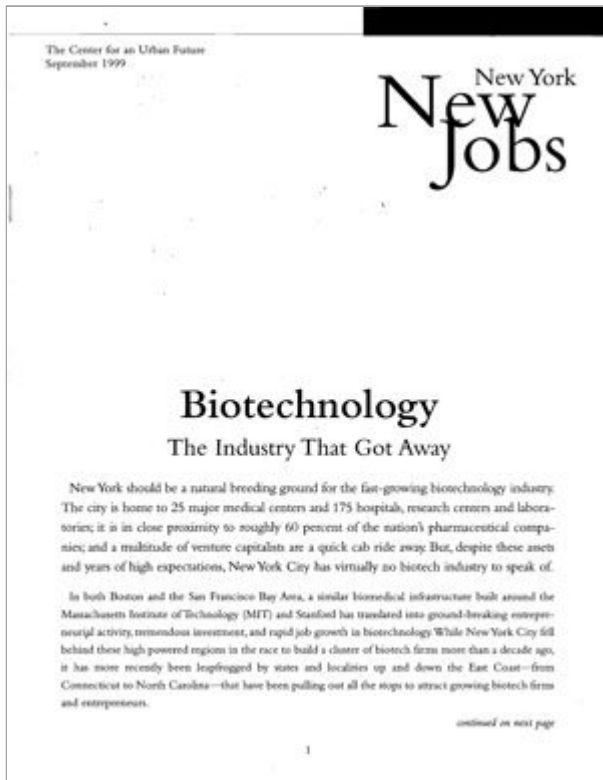 The Center for an Urban Future
September 1999
New York
New
Jobs
Biotechnology
The Industry That Got Away
New York should be a natural breeding ground for the fast-growing biotechnology industry.
The city is home to 25 major medical centers and 175 hospitals, research centers and labora-
tories; it is in close proximity to roughly 60 percent of the nation's pharmaceutical compa-
nies; and a multitude of venture capitalists are a quick cab ride away. But, despite these assets
and years of high expectations, New York City has virtually no biotech industry to speak of.
In both Boston and the San Francisco Bay Area, a similar biomedical infrastructure built around the
Massachusetts Institute of Technology (MIT) and Stanford has translated into ground-breaking entrepre-
neurial activity, tremendous investment, and rapid job growth in biotechnology. While New York City fell
behind these high powered regions in the race to build a cluster of biotech firms more than a decade ago,
it has more recently been leapfrogged by states and localities up and down the East Coast—from
Connecticut to North Carolina—that have been pulling out all the stops to attract growing biotech firms
and entrepreneurs.
continued on next page
1